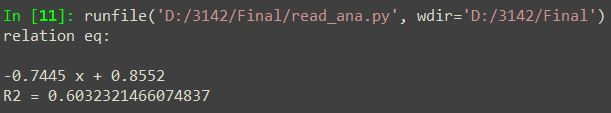 In [11]: runfile('D:/3142/Final/read_ana.py', wdir='D:/3142/Final')
relation eq:
-0.7445 x + 0.8552
R2 = 0.6032321466074837